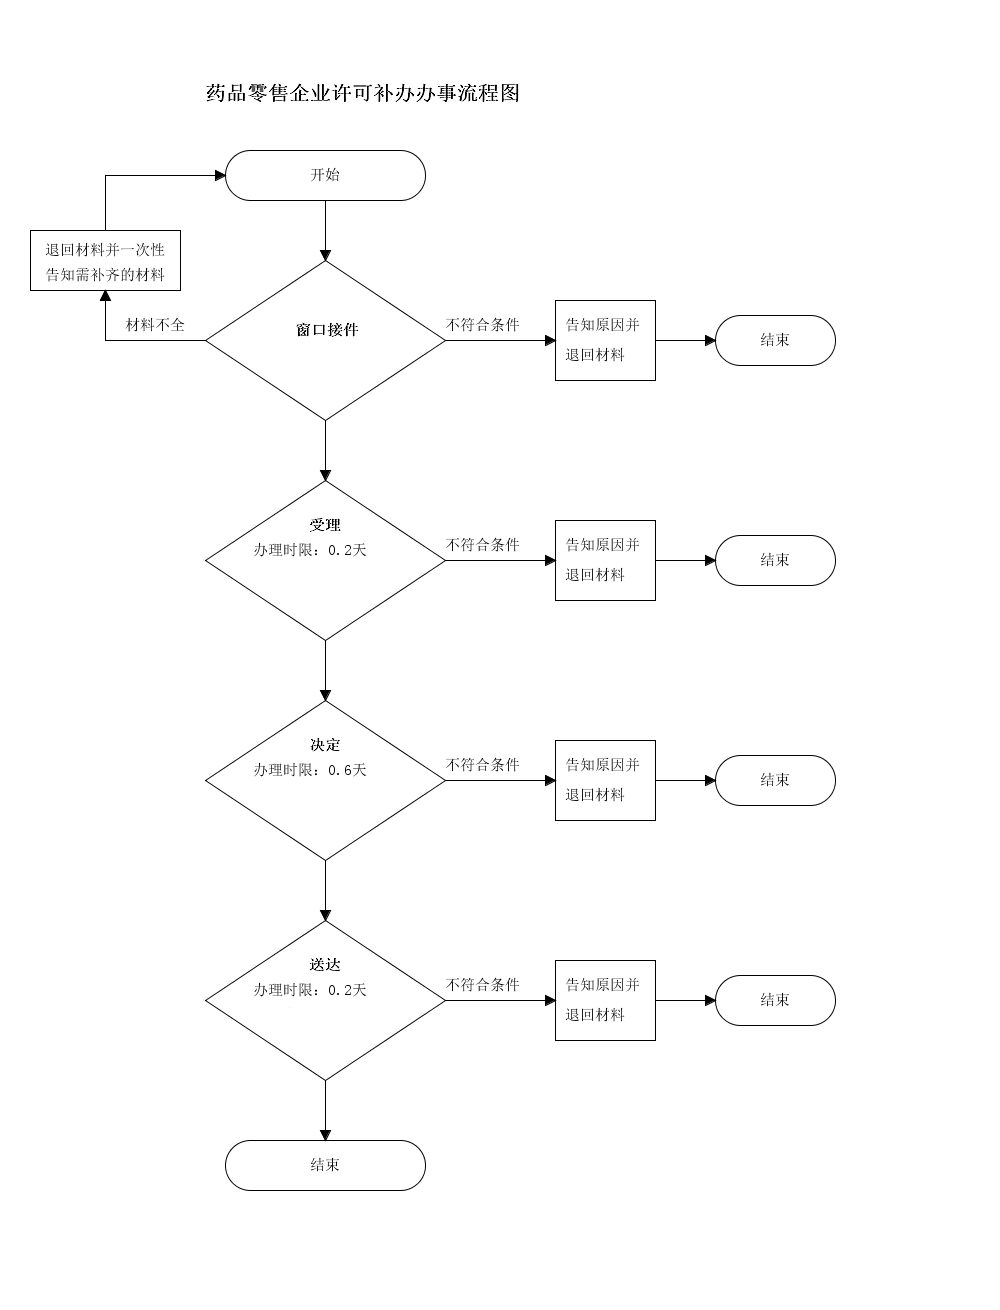 药品零售企业许可补办办事流程图
开始
退回材料并一次性
告知需补齐的材料
材料不全
窗口接件
不符合条件
告知原因并
退回材料
结束
受理
办理时限：0.2天
不符合条件
告知原因并
退回材料
结束
决定
办理时限：0.6天
不符合条件
告知原因并
退回材料
结束
送达
办理时限：0.2天
不符合条件
告知原因并
退回材料
结束
结束